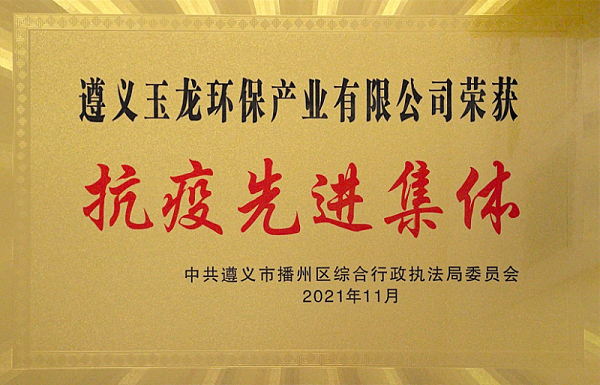 遵义玉龙环保产业有限公司荣获
抗疫先进集体
中共遵义市播州区综合行政执法局委员会
2021年11月